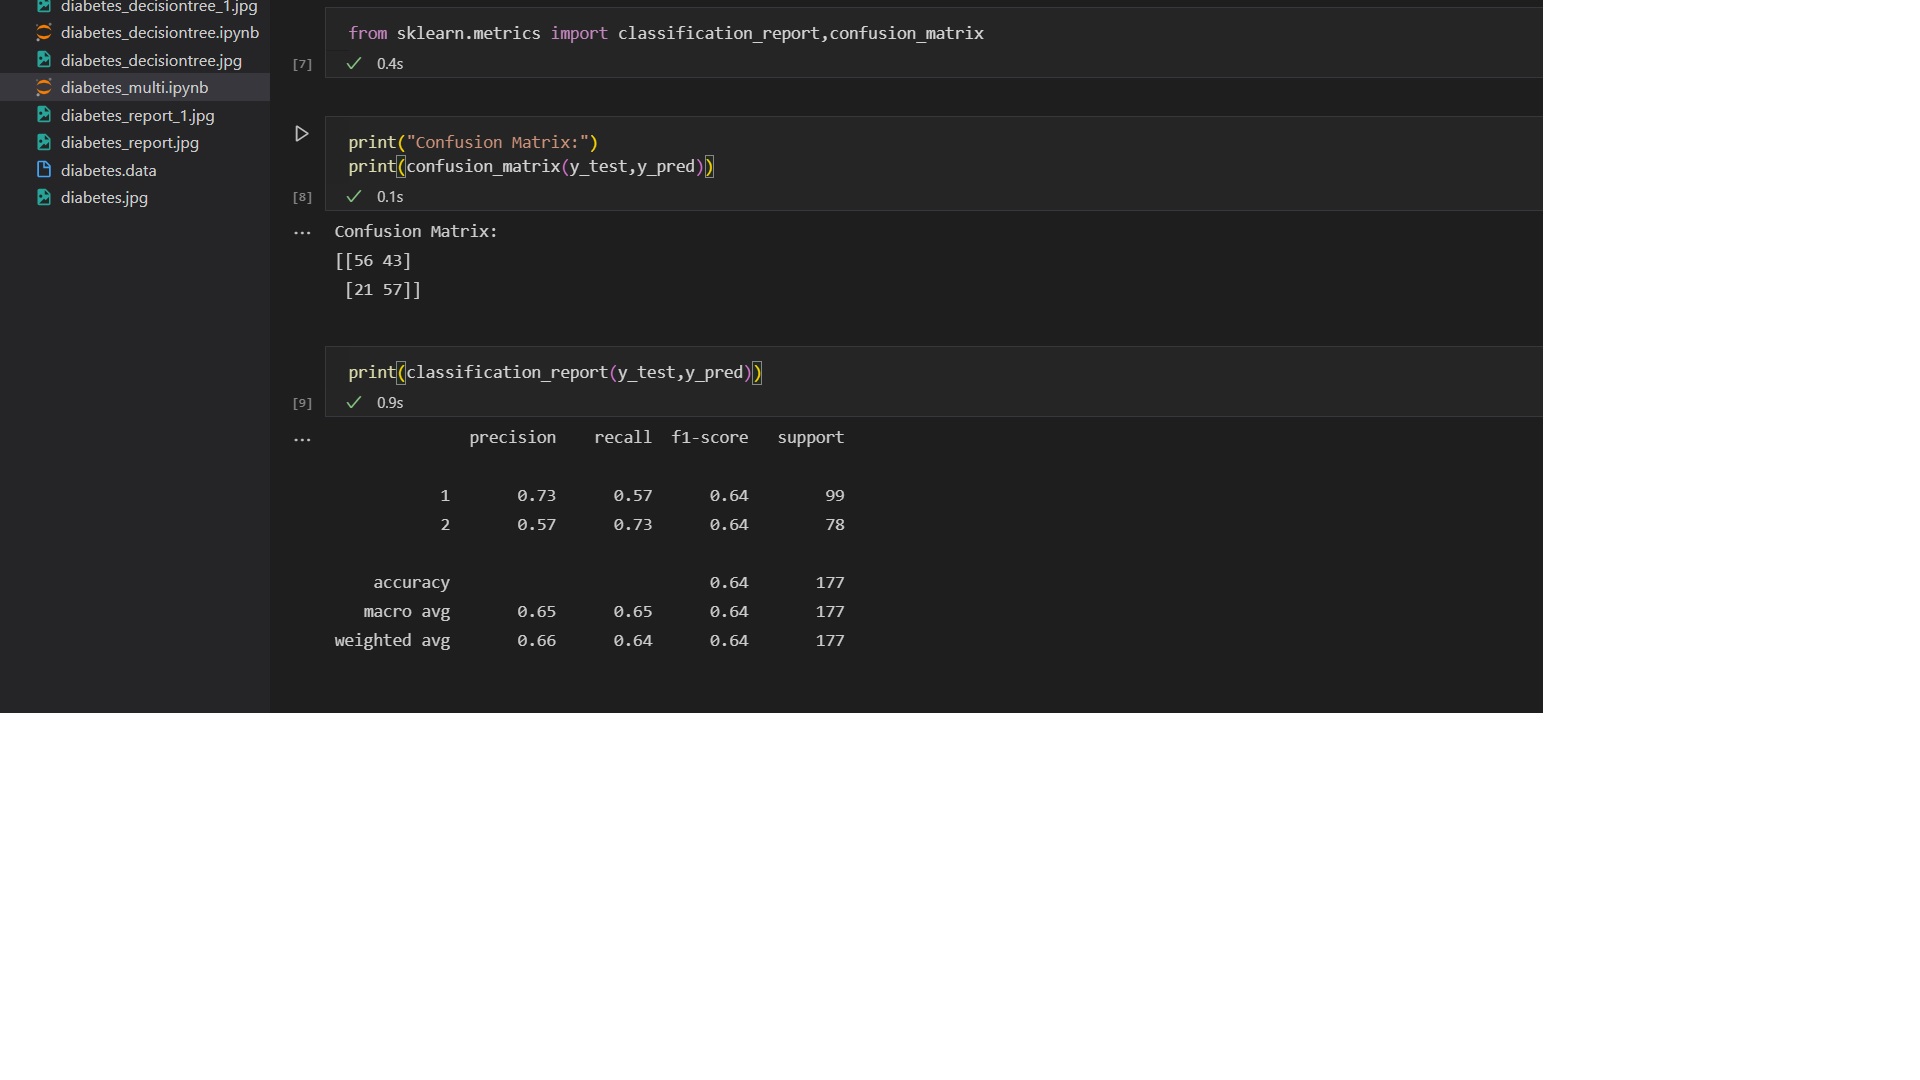 diabetes_decisiontree_1.jpg
diabetes_decisiontree.ipynb
diabetes_decisiontree.jpg
diabetes_multi.ipynb
diabetes_report_1.jpg
diabetes_report.jpg
diabetes.data
diabetes.jpg
from sklearn.metrics import classification_report,confusion_matrix
[7] 0.4s
print("Confusion Matrix:")
print(confusion_matrix(y_test,y_pred))
[8] 0.1s
... Confusion Matrix:
[[56 43]
[21 57]]
print(classification_report(y_test,y_pred))
[9] 0.9s
... precision recall f1-score support
1 0.73 0.57 0.64 99
2 0.57 0.73 0.64 78
accuracy 0.64 177
macro avg 0.65 0.65 0.64 177
weighted avg 0.66 0.64 0.64 177